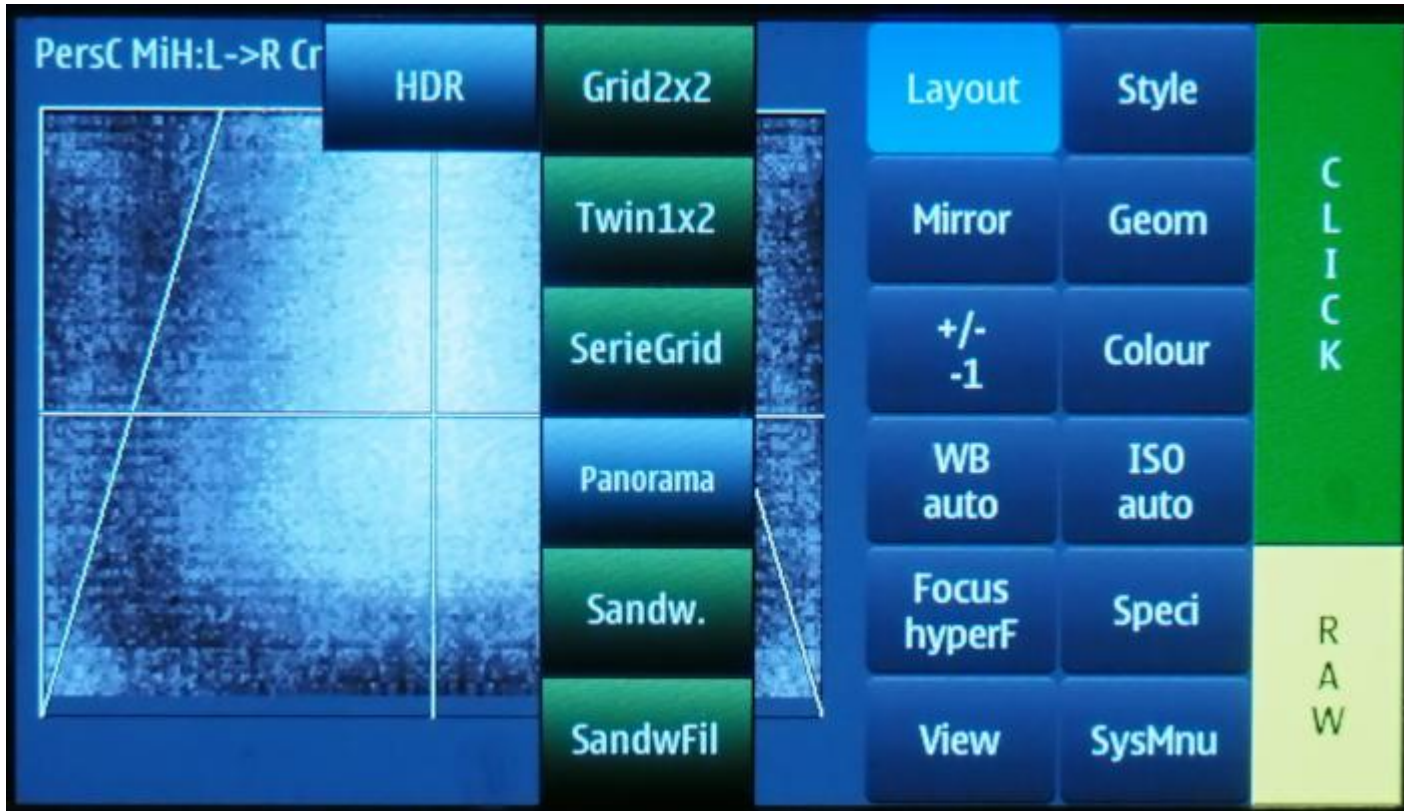 PersC MiH:L->R Cr
HDR
Grid2x2
Twin1x2
SerieGrid
Panorama
Sandw.
SandwFil
Layout
Style
Mirror
Geom
+/-
-1
Colour
WB
auto
ISO
auto
Focus
hyperF
Speci
View
SysMnu
CLICK
RAW